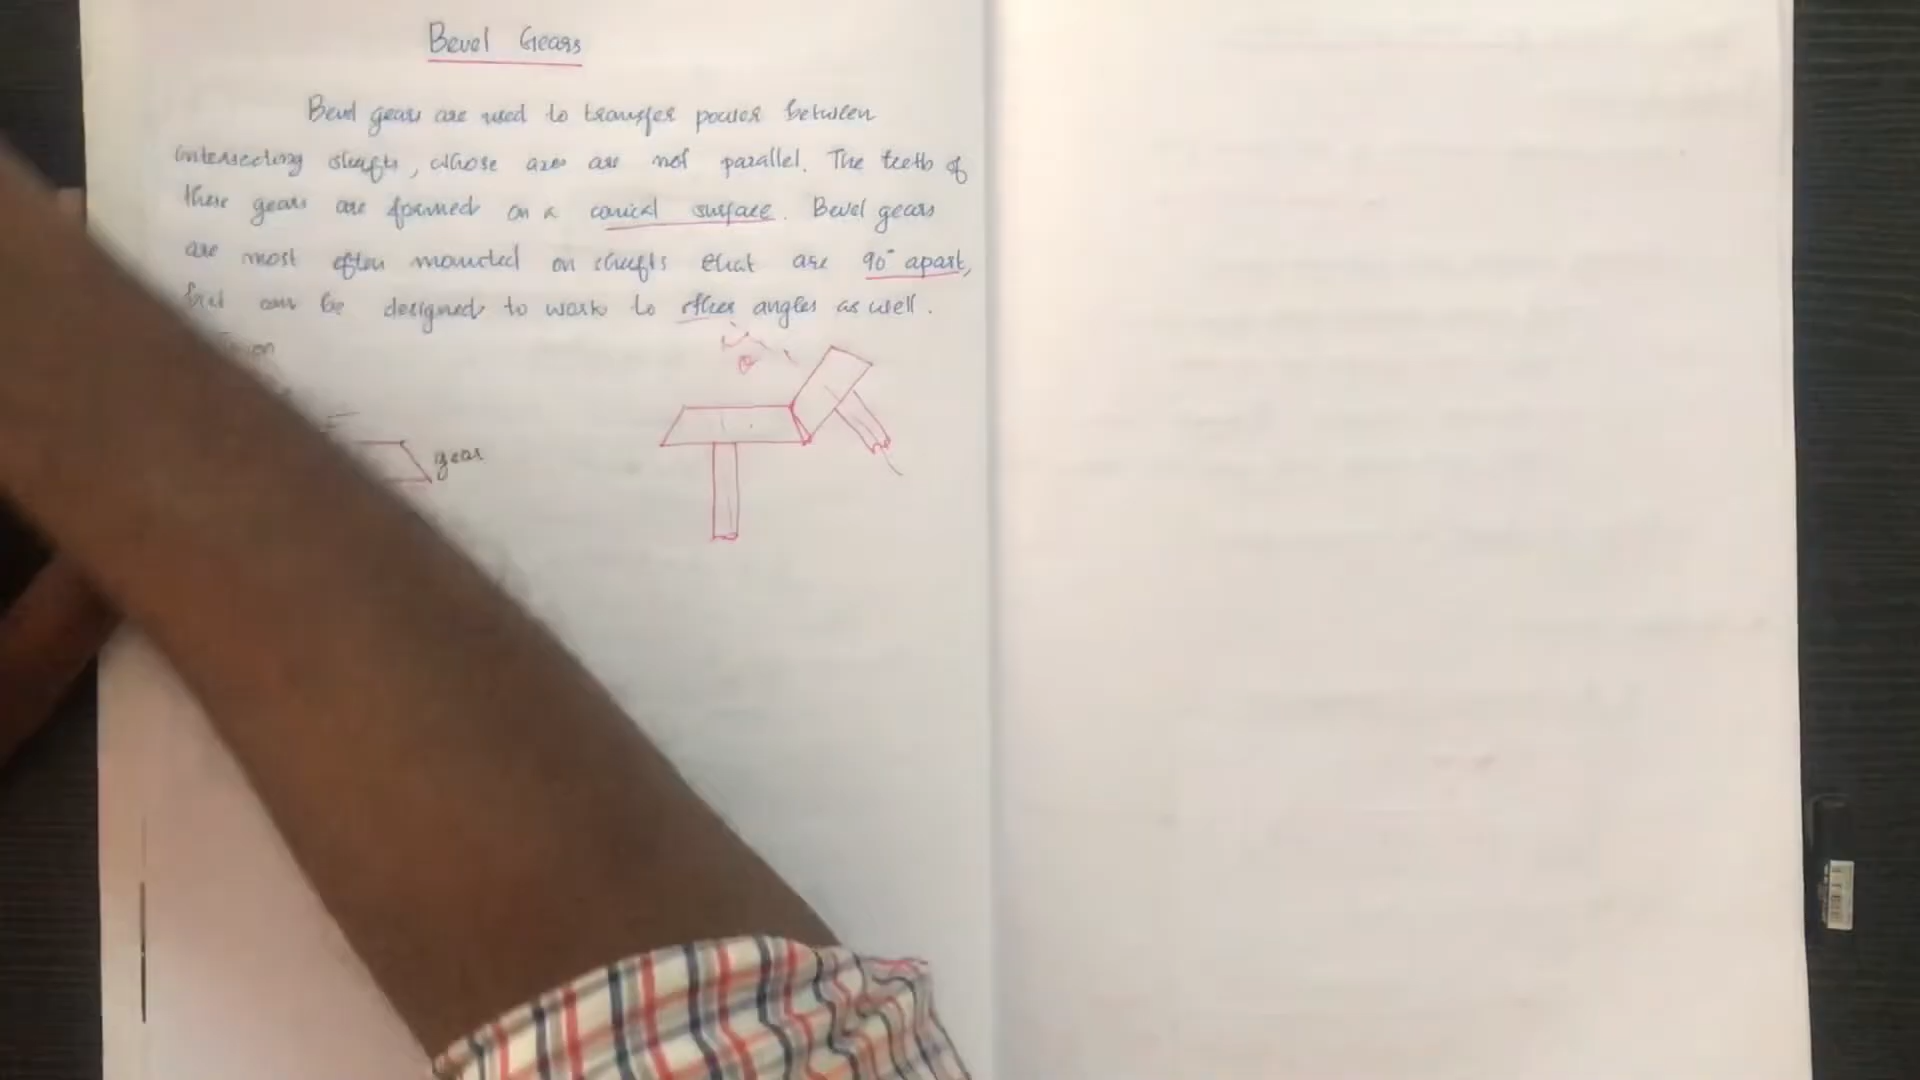 Bevel Gears
Bevel gears are used to transfer power between
intersecting shafts, whose axes are not parallel. The teeth of
these gears are formed on a conical surface. Bevel gears
are most often mounted on shafts that are 90° apart,
but can be designed to work to other angles as well.
θ
gear